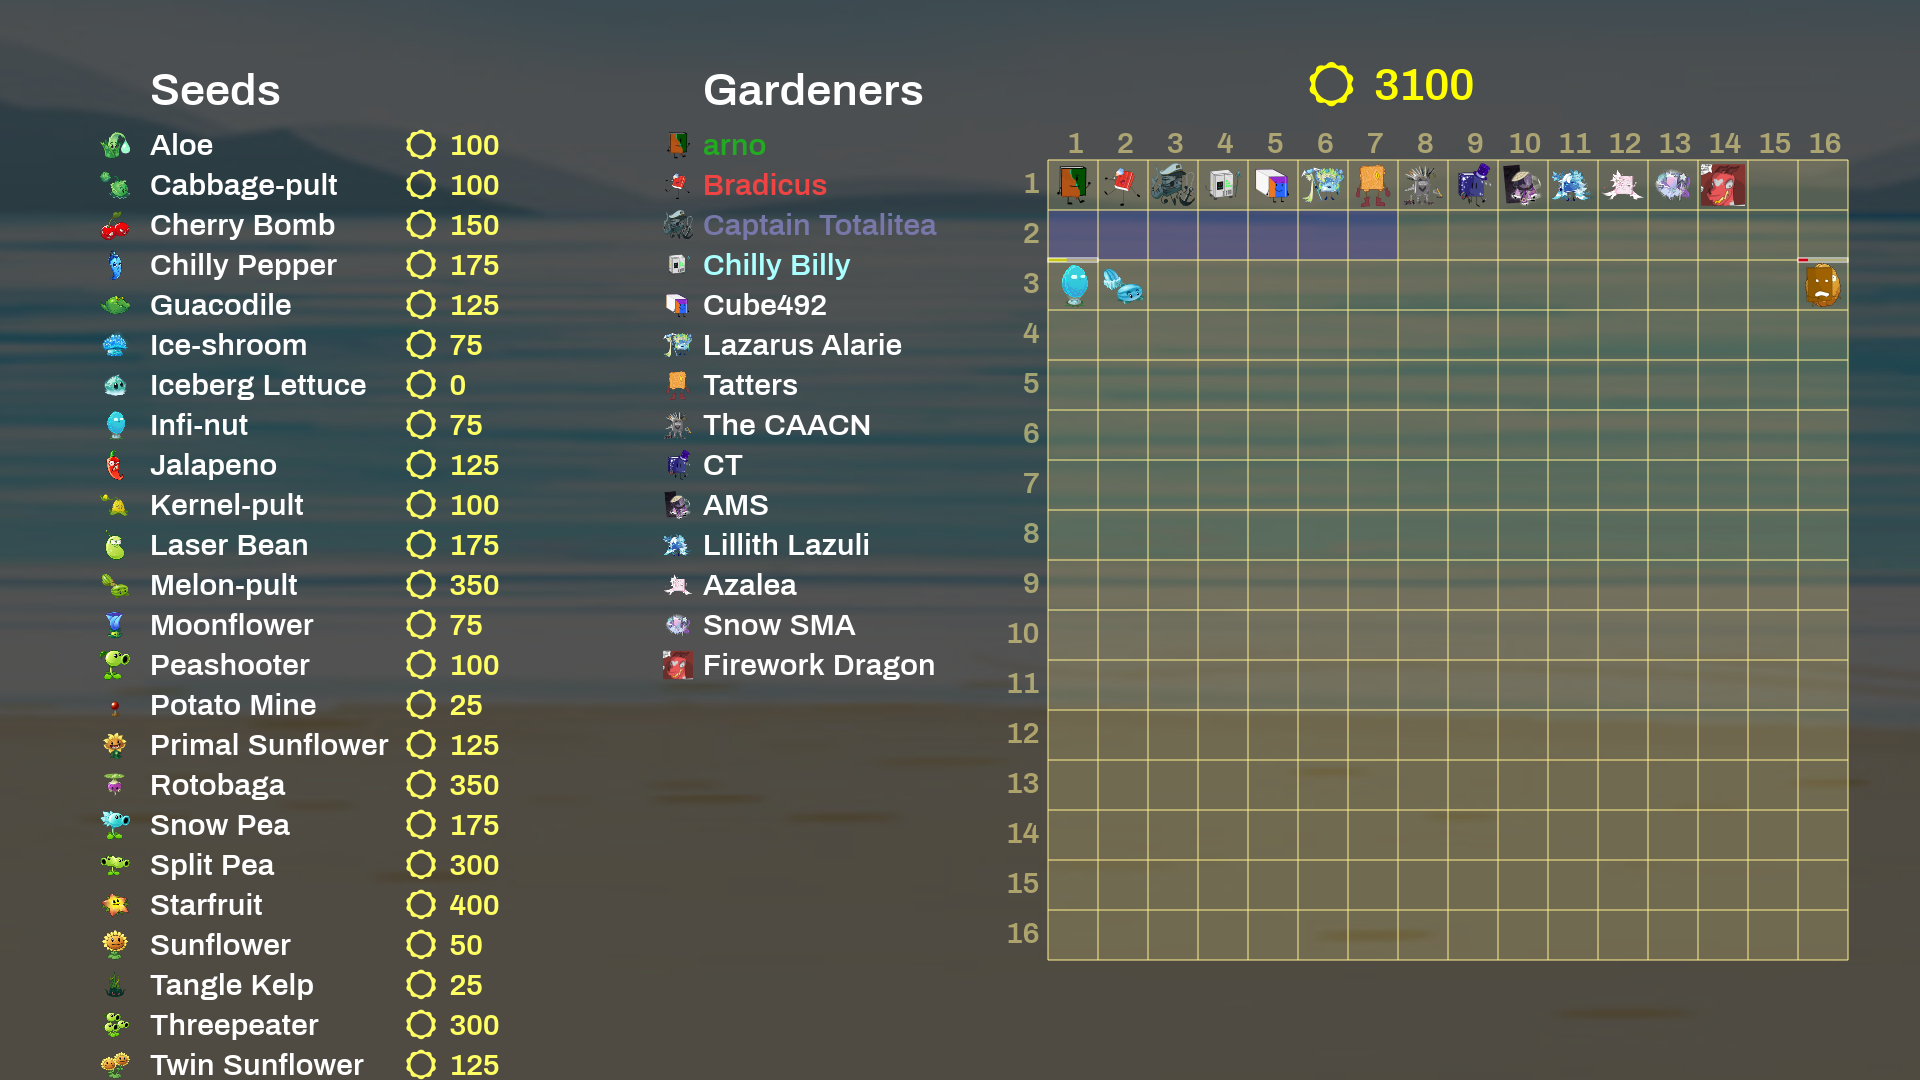 Seeds
Aloe 100
Cabbage-pult 100
Cherry Bomb 150
Chilly Pepper 175
Guacodile 125
Ice-shroom 75
Iceberg Lettuce 0
Infi-nut 75
Jalapeno 125
Kernel-pult 100
Laser Bean 175
Melon-pult 350
Moonflower 75
Peashooter 100
Potato Mine 25
Primal Sunflower 125
Rotobaga 350
Snow Pea 175
Split Pea 300
Starfruit 400
Sunflower 50
Tangle Kelp 25
Threepeater 300
Twin Sunflower 125
Gardeners
arno
Bradicus
Captain Totalitea
Chilly Billy
Cube492
Lazarus Alarie
Tatters
The CAACN
CT
AMS
Lillith Lazuli
Azalea
Snow SMA
Firework Dragon
3100
1 2 3 4 5 6 7 8 9 10 11 12 13 14 15 16
1
2
3
4
5
6
7
8
9
10
11
12
13
14
15
16